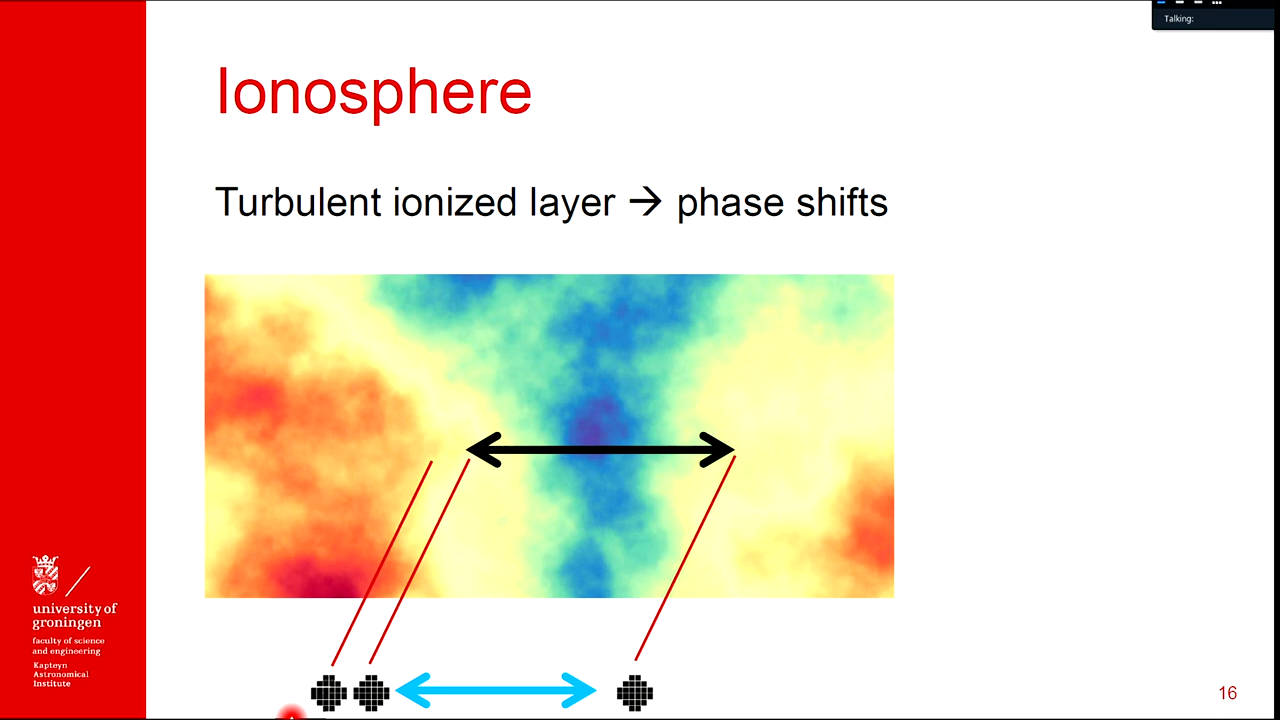 Talking:
Ionosphere
Turbulent ionized layer → phase shifts
university of
groningen
faculty of science
and engineering
Kapteyn
Astronomical
Institute
16